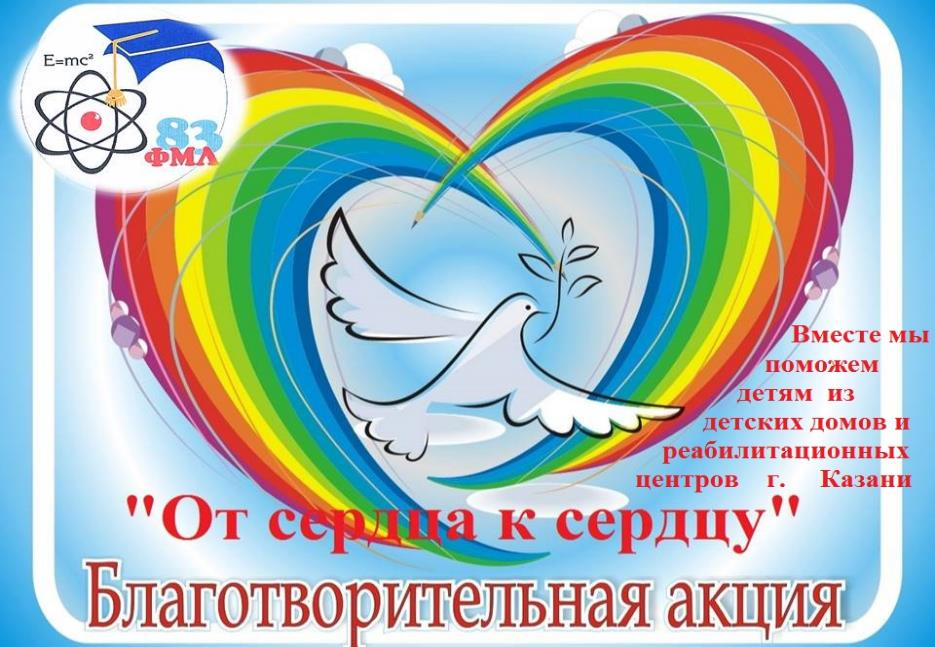 E=mc²
83
ФМЛ
Вместе мы
поможем
детям из
детских домов и
реабилитационных
центров г. Казани
"От сердца к сердцу"
Благотворительная акция